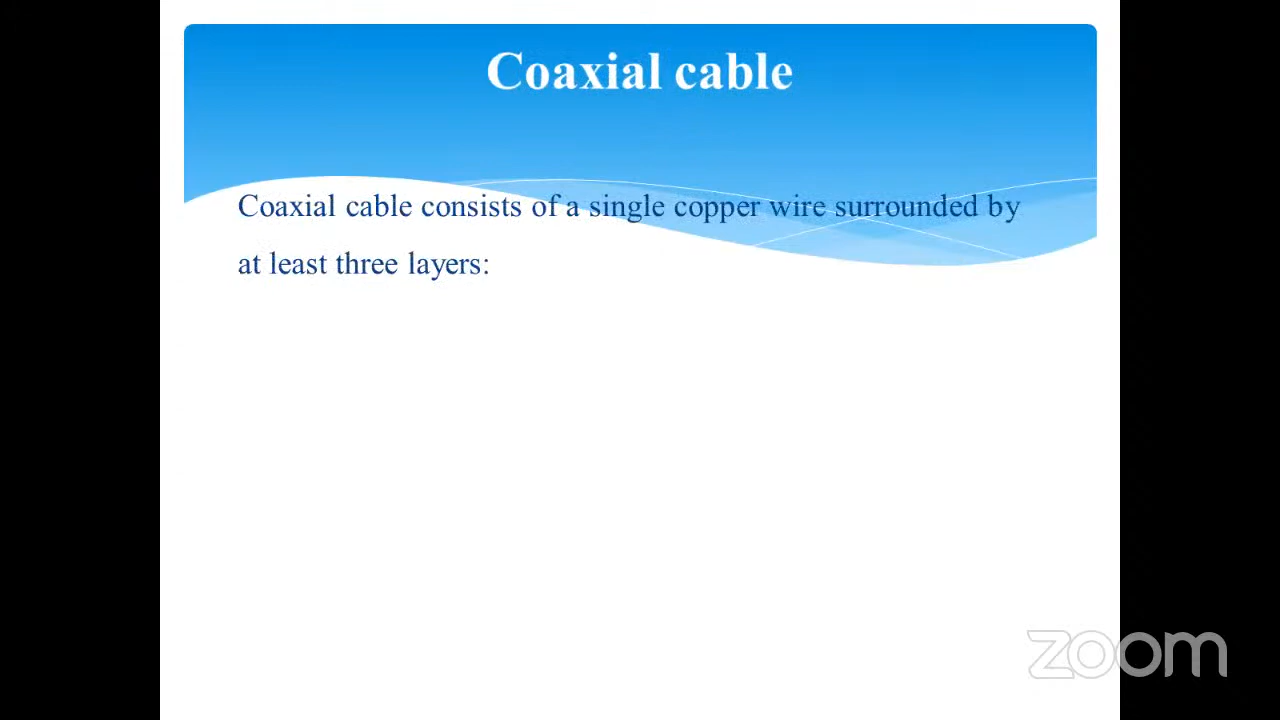 Coaxial cable
Coaxial cable consists of a single copper wire surrounded by
at least three layers:
zoom